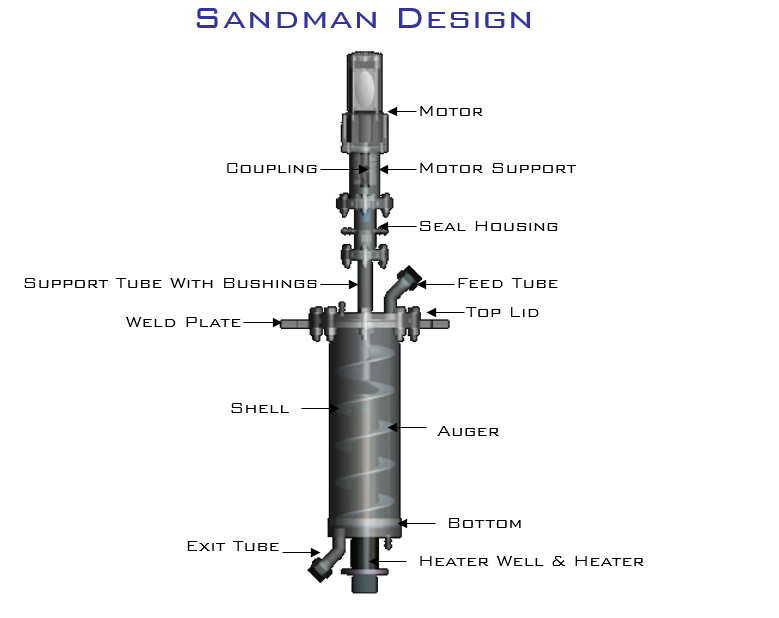 Sandman Design
Motor
Coupling
Motor Support
Seal Housing
Support Tube With Bushings
Feed Tube
Top Lid
Weld Plate
Shell
Auger
Bottom
Exit Tube
Heater Well & Heater